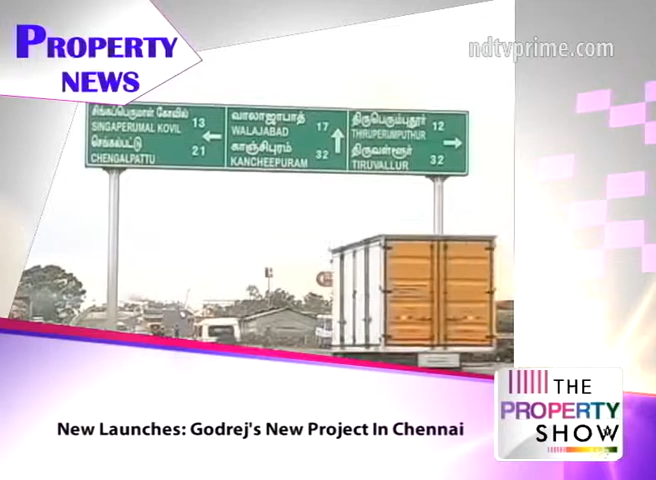 PROPERTY
NEWS
ndtvprime.com
சிங்கப்பெருமாள் கோவில்
SINGAPERUMAL KOVIL 13
செங்கல்பட்டு
CHENGALPATTU 21
வாலாஜாபாத்
WALAJABAD 17
காஞ்சிபுரம்
KANCHEEPURAM 32
திருபெரும்புதூர்
THIRUPERUMPUTHUR 12
திருவள்ளூர்
TIRUVALLUR 32
New Launches: Godrej's New Project In Chennai
THE
PROPERTY
SHOW